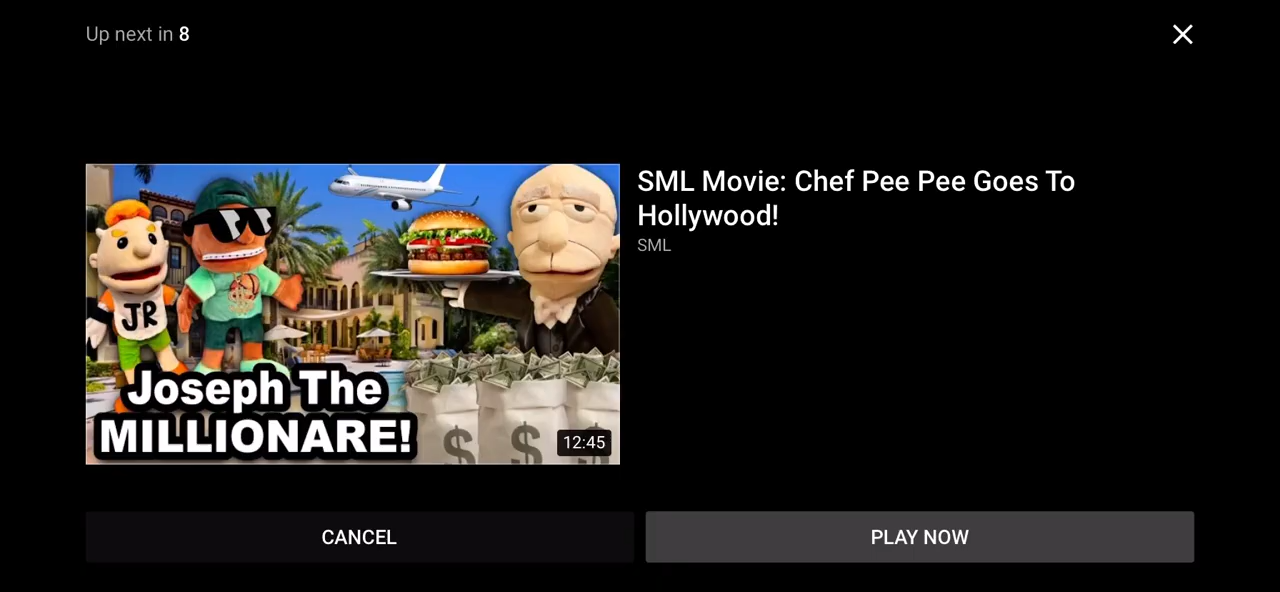 Up next in 8
SML Movie: Chef Pee Pee Goes To
Hollywood!
SML
JR
Joseph The
MILLIONARE!
$ $ $
12:45
CANCEL
PLAY NOW